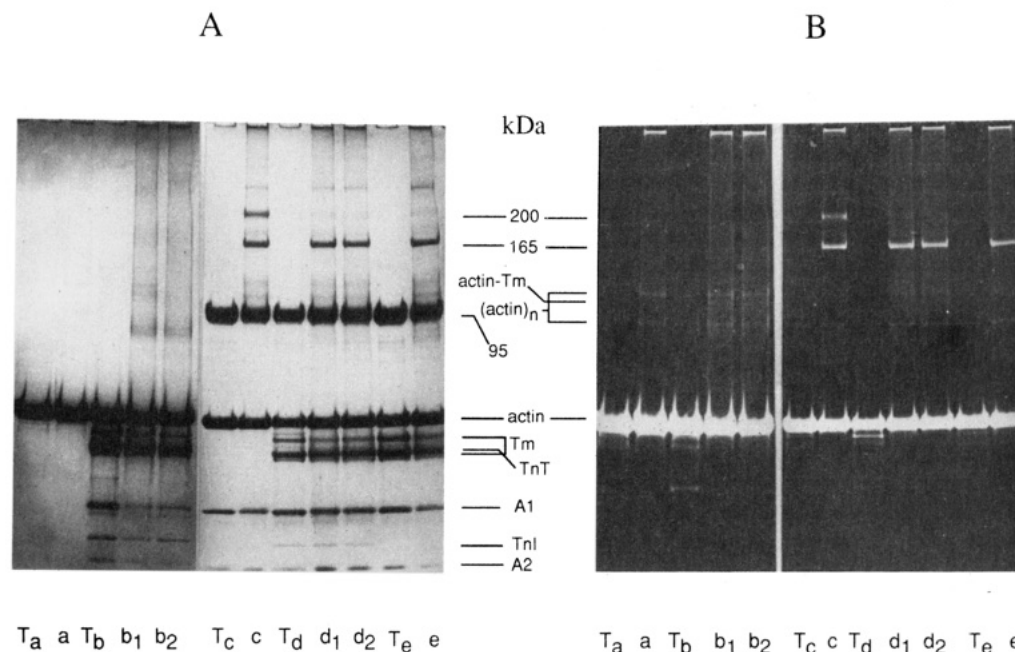 A
B
kDa
200
165
actin-Tm
(actin)n
95
actin
Tm
TnT
A1
TnI
A2
Ta a Tb b1 b2 Tc c Td d1 d2 Te e
Ta a Tb b1 b2 Tc c Td d1 d2 Te e